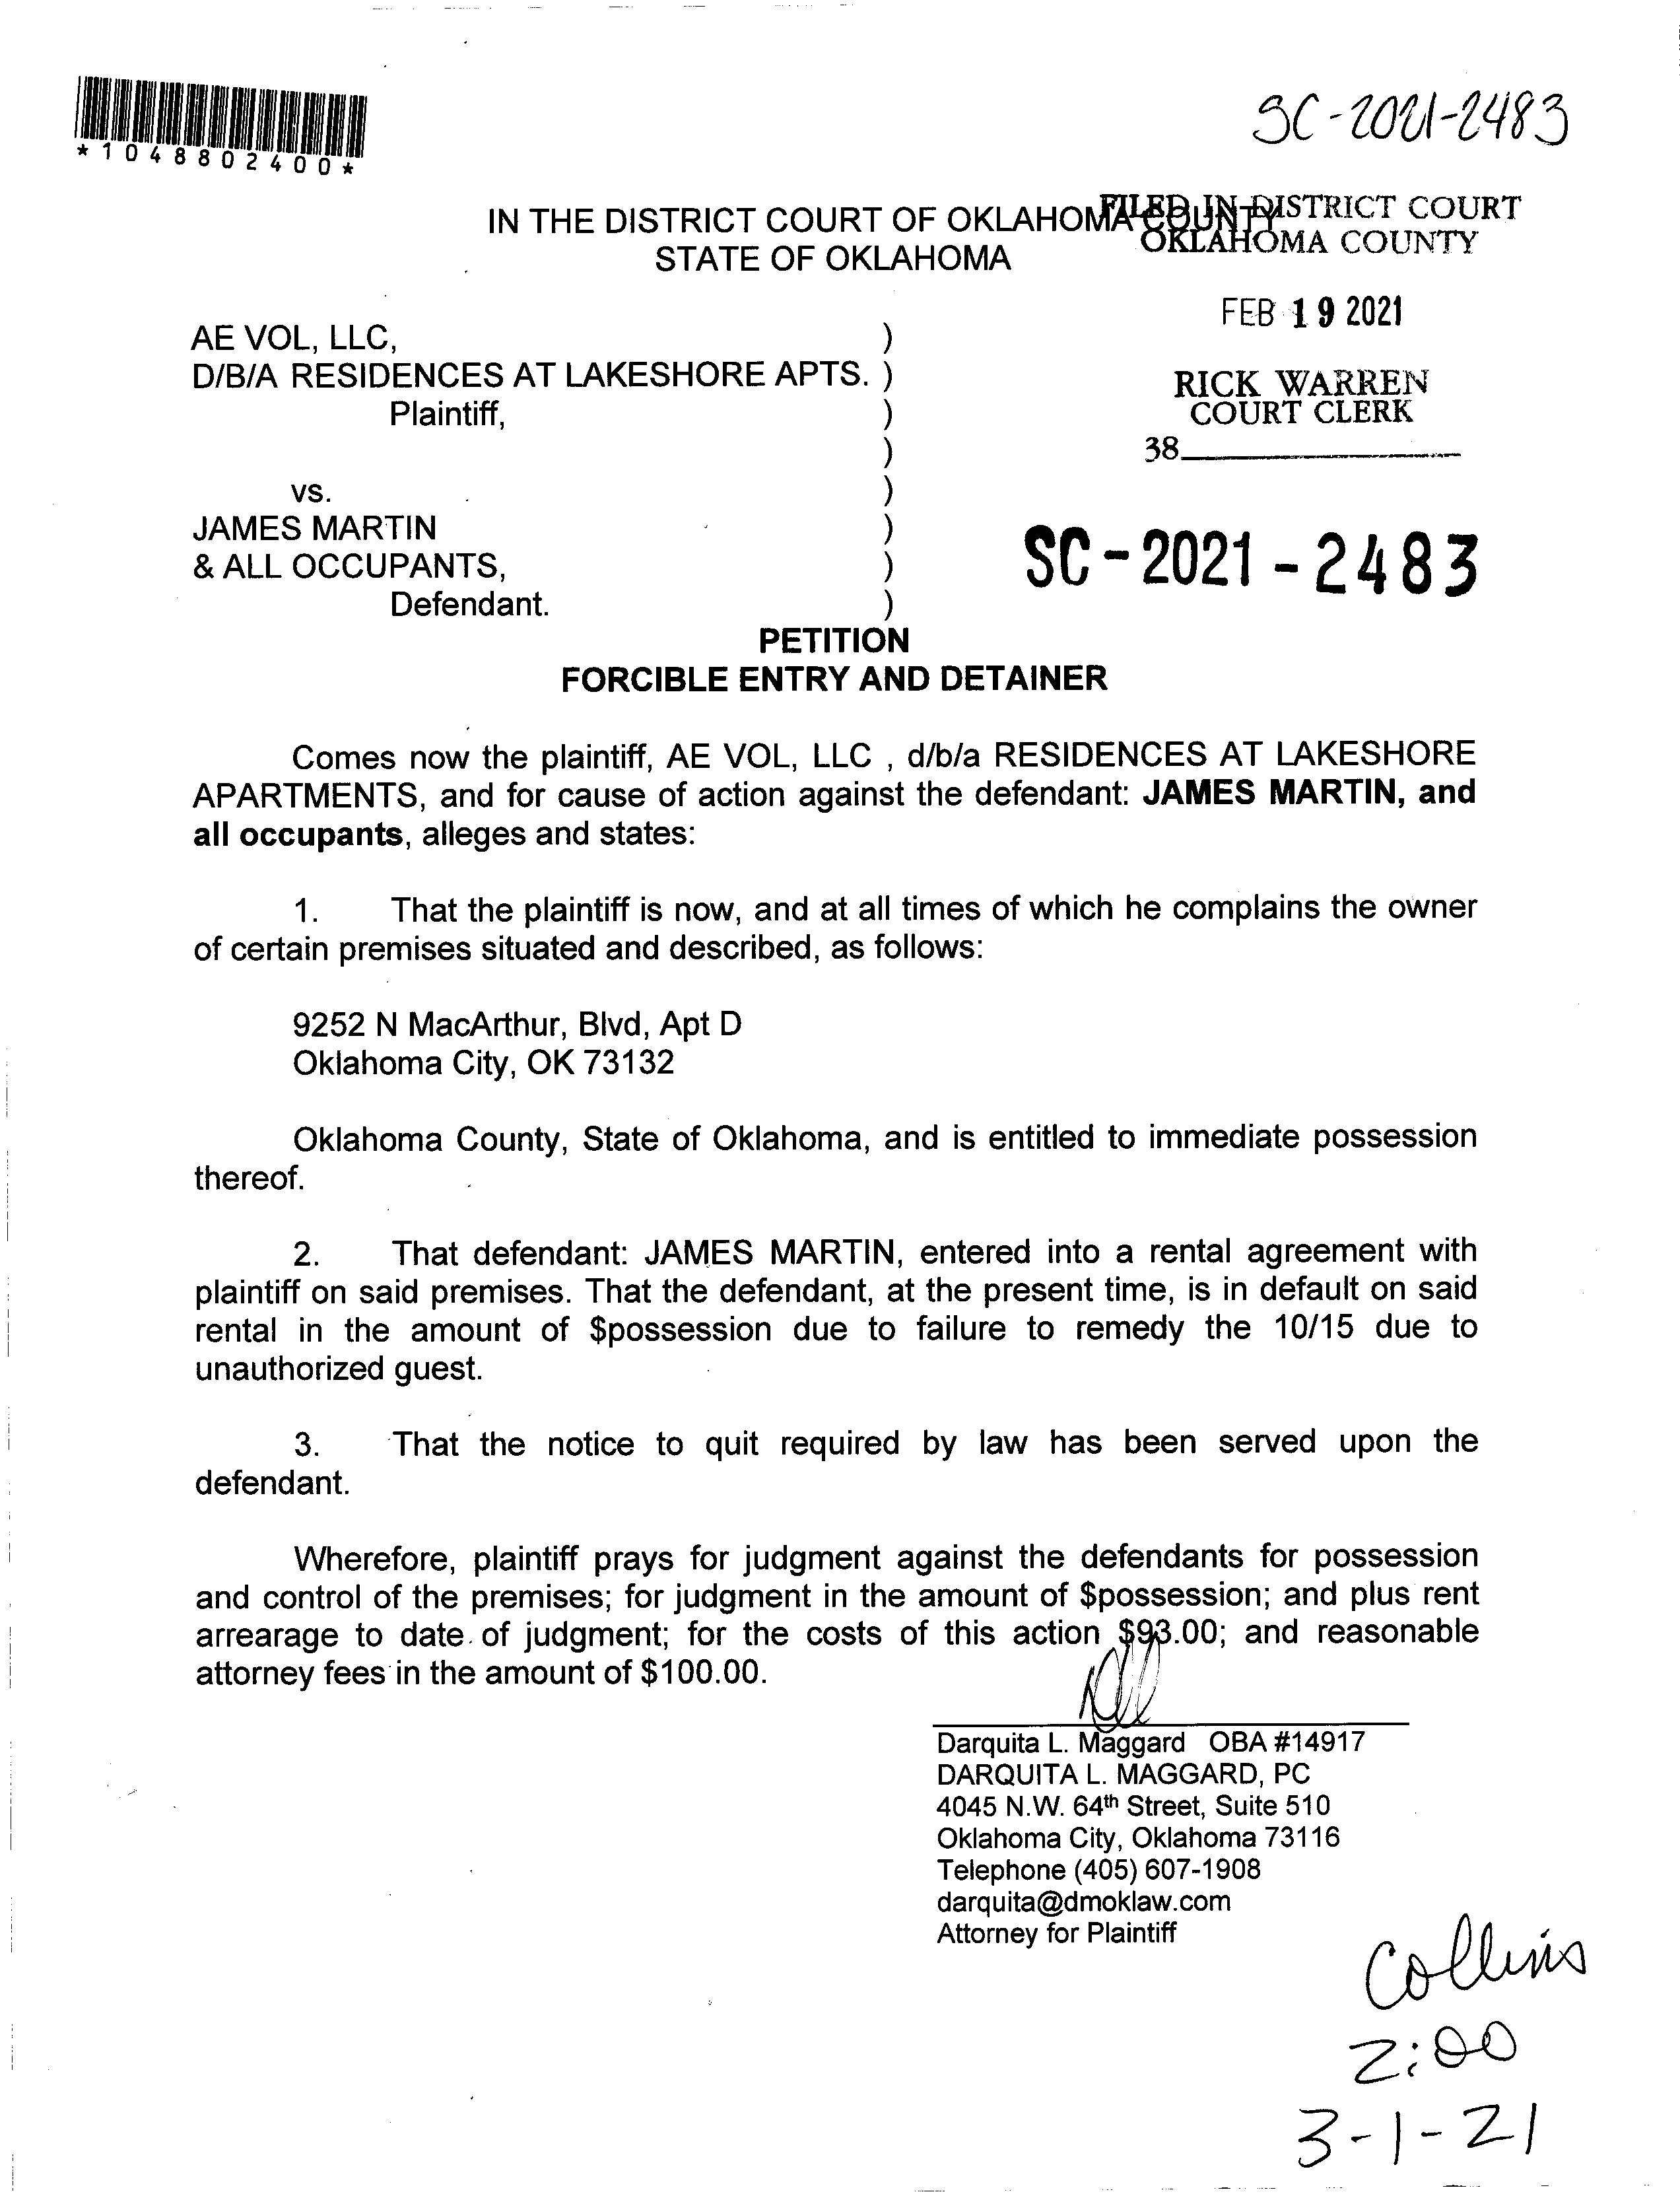 *1048802400*
SC-2021-2483
IN THE DISTRICT COURT OF OKLAHOMA COUNTY
STATE OF OKLAHOMA
FILED IN DISTRICT COURT
OKLAHOMA COUNTY
FEB 19 2021
RICK WARREN
COURT CLERK
38
AE VOL, LLC, )
D/B/A RESIDENCES AT LAKESHORE APTS. )
Plaintiff, )
)
vs. )
JAMES MARTIN )
& ALL OCCUPANTS, )
Defendant. )
SC-2021-2483
PETITION
FORCIBLE ENTRY AND DETAINER
Comes now the plaintiff, AE VOL, LLC , d/b/a RESIDENCES AT LAKESHORE
APARTMENTS, and for cause of action against the defendant: JAMES MARTIN, and
all occupants, alleges and states:
1. That the plaintiff is now, and at all times of which he complains the owner
of certain premises situated and described, as follows:
9252 N MacArthur, Blvd, Apt D
Oklahoma City, OK 73132
Oklahoma County, State of Oklahoma, and is entitled to immediate possession
thereof.
2. That defendant: JAMES MARTIN, entered into a rental agreement with
plaintiff on said premises. That the defendant, at the present time, is in default on said
rental in the amount of $possession due to failure to remedy the 10/15 due to
unauthorized guest.
3. That the notice to quit required by law has been served upon the
defendant.
Wherefore, plaintiff prays for judgment against the defendants for possession
and control of the premises; for judgment in the amount of $possession; and plus rent
arrearage to date of judgment; for the costs of this action $93.00; and reasonable
attorney fees in the amount of $100.00.
Darquita L. Maggard OBA #14917
DARQUITA L. MAGGARD, PC
4045 N.W. 64th Street, Suite 510
Oklahoma City, Oklahoma 73116
Telephone (405) 607-1908
darquita@dmoklaw.com
Attorney for Plaintiff
Collins
2:00
3-1-21